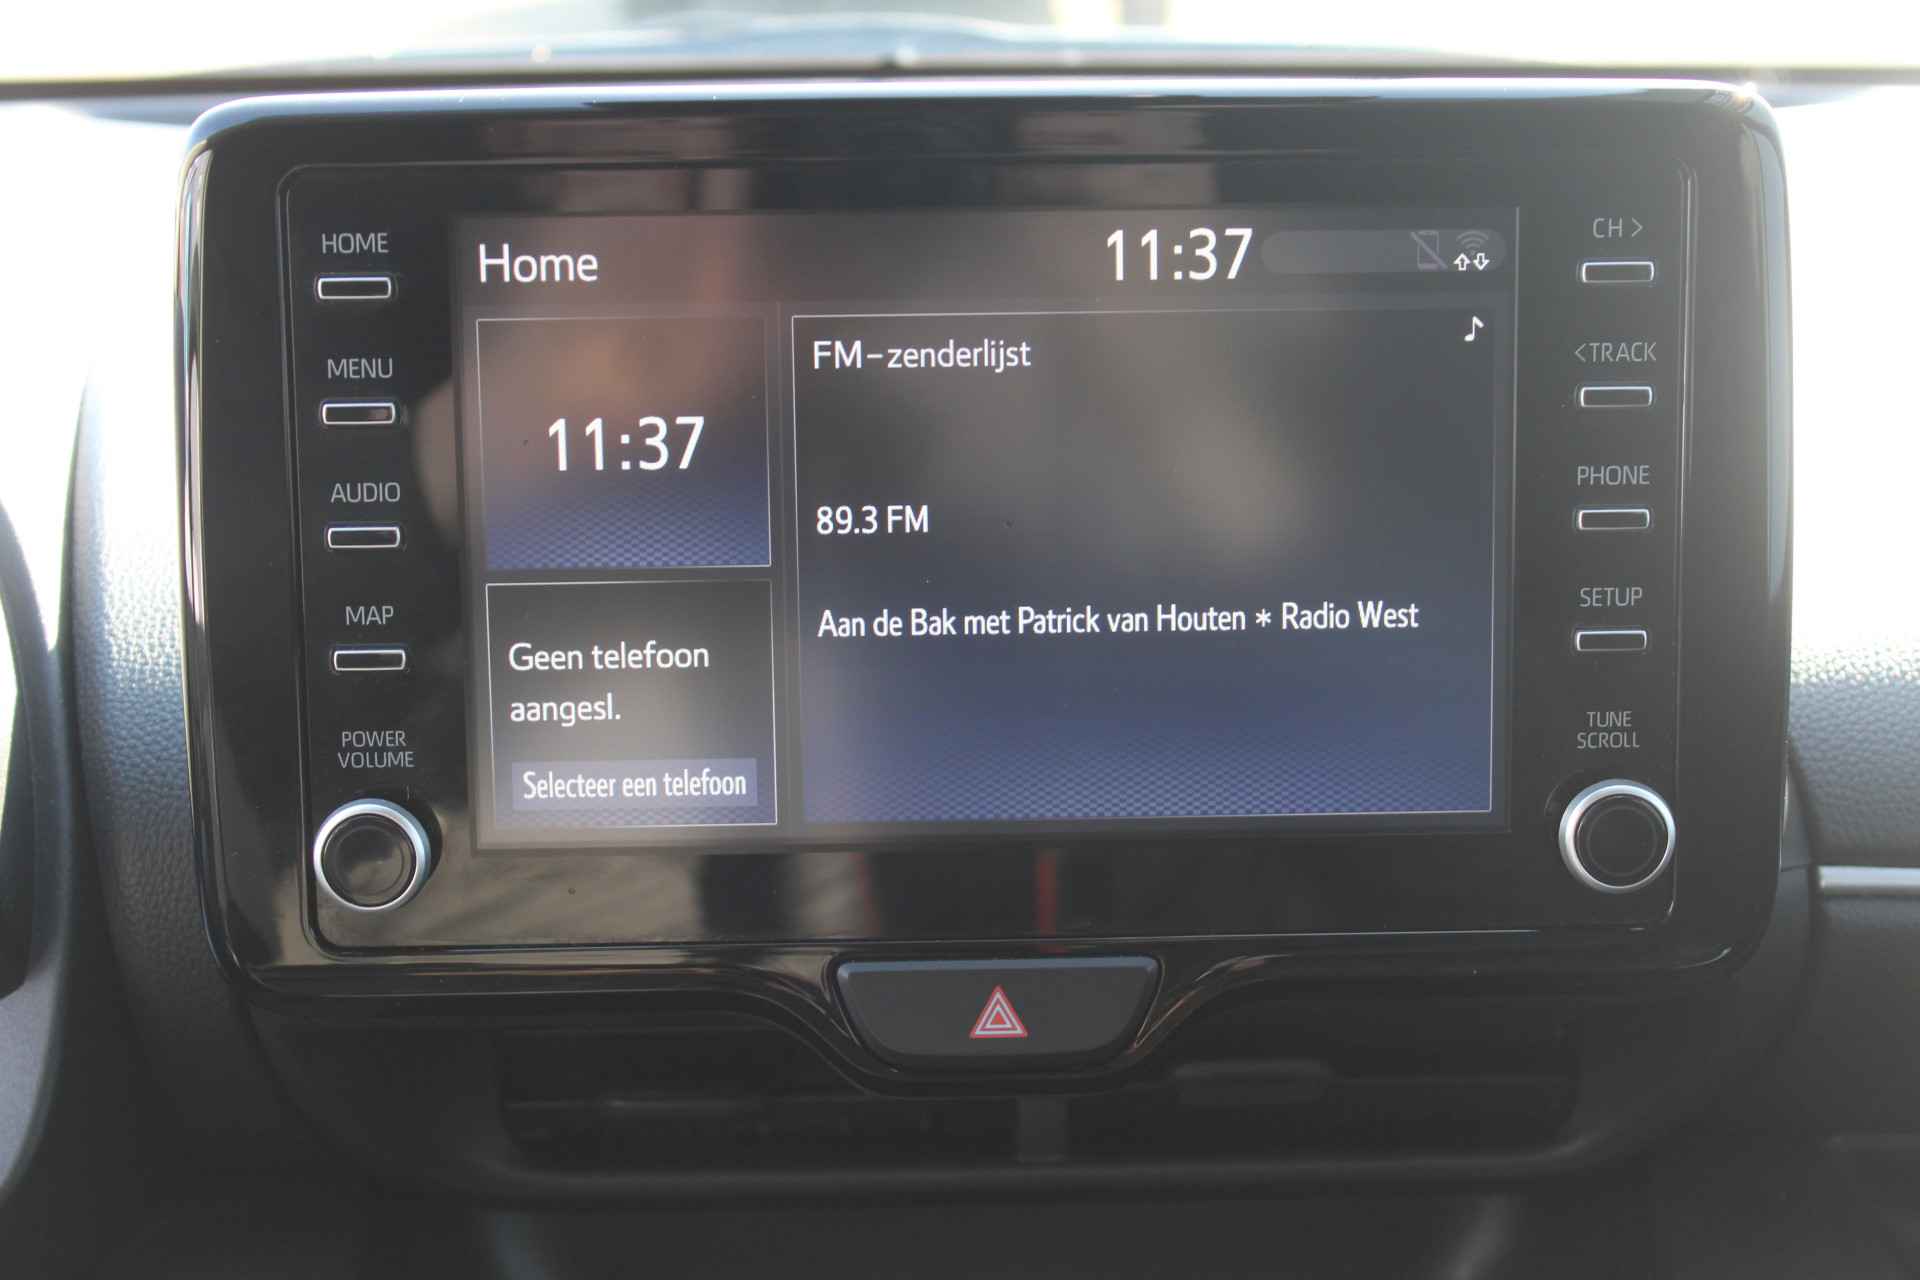 HOME
MENU
AUDIO
MAP
POWER
VOLUME
Home
11:37
11:37
Geen telefoon
aangesl.
Selecteer een telefoon
FM-zenderlijst
89.3 FM
Aan de Bak met Patrick van Houten * Radio West
CH >
<TRACK
PHONE
SETUP
TUNE
SCROLL